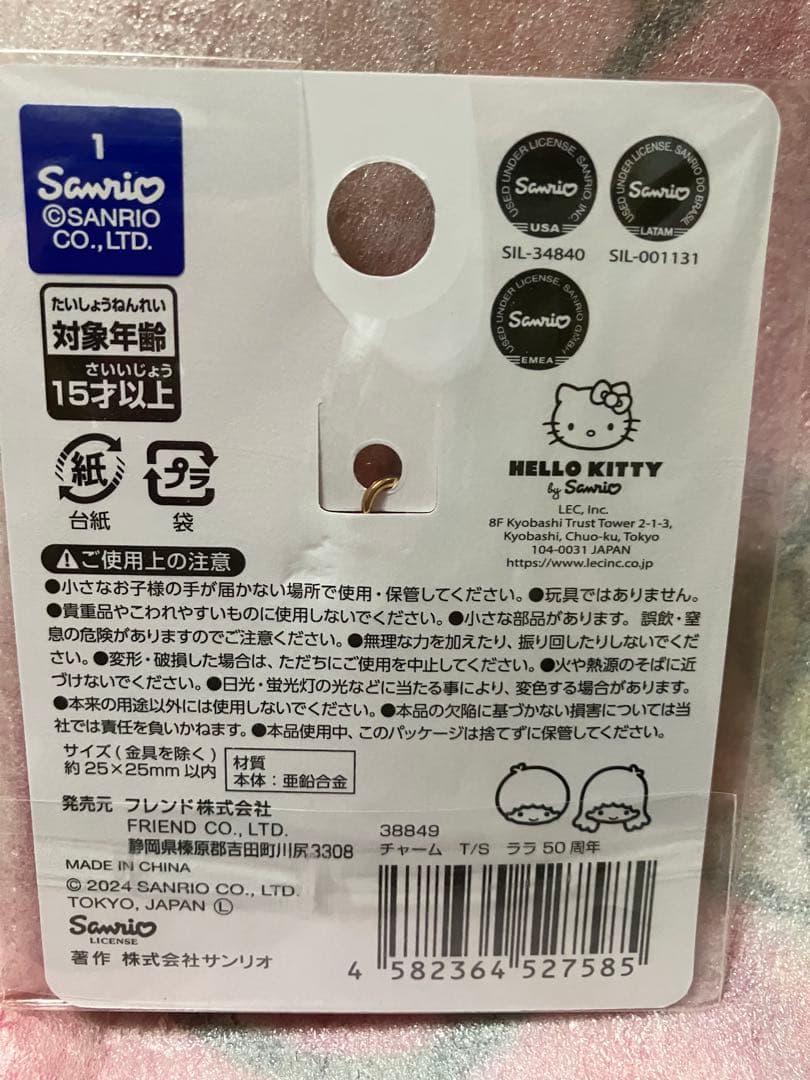 1
Sanrio
©SANRIO
CO.,LTD.
たいしょうねんれい
対象年齢
さいいじょう
15才以上
紙
台紙
プラ
袋
USED UNDER LICENSE. SANRIO, INC.
Sanrio
USA
SIL-34840
USED UNDER LICENSE. SANRIO DO BRASIL
Sanrio
LATAM
SIL-001131
USED UNDER LICENSE. SANRIO GMBH
Sanrio
EMEA
HELLO KITTY
by Sanrio
LEC, Inc.
8F Kyobashi Trust Tower 2-1-3,
Kyobashi, Chuo-ku, Tokyo
104-0031 JAPAN
https://www.lecinc.co.jp
ご使用上の注意
●小さなお子様の手が届かない場所で使用・保管してください。●玩具ではありません。
●貴重品やこわれやすいものに使用しないでください。●小さな部品があります。誤飲・窒
息の危険がありますのでご注意ください。●無理な力を加えたり、振り回したりしないでくだ
さい。●変形・破損した場合は、ただちにご使用を中止してください。●火や熱源のそばに近
づけないでください。●日光・蛍光灯の光などに当たる事により、変色する場合があります。
●本来の用途以外には使用しないでください。●本品の欠陥に基づかない損害については当
社では責任を負いかねます。●本品使用中、このパッケージは捨てずに保管してください。
サイズ(金具を除く)
約25×25mm以内
材質
本体：亜鉛合金
発売元 フレンド株式会社
FRIEND CO., LTD.
静岡県榛原郡吉田町川尻3308
MADE IN CHINA
© 2024 SANRIO CO., LTD.
TOKYO, JAPAN Ⓛ
Sanrio
LICENSE
著作 株式会社サンリオ
38849
チャーム T/S ララ 50周年
4 582364 527585